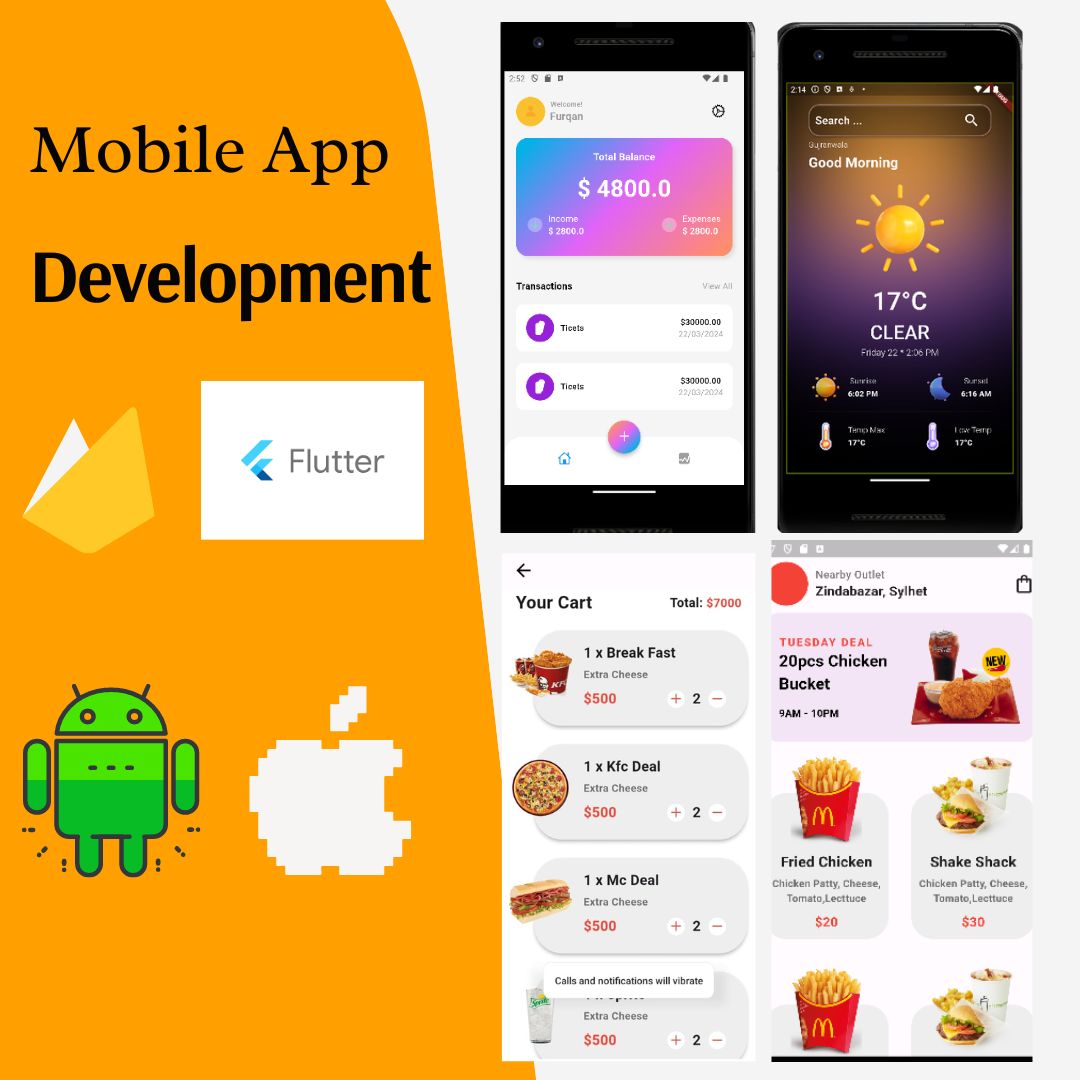 Mobile App
Development
Flutter
2:52
Welcome!
Furqan
Total Balance
$ 4800.0
Income
$ 2800.0
Expenses
$ 2800.0
Transactions
View All
Ticets
$30000.00
22/03/2024
Ticets
$30000.00
22/03/2024
+
2:14
Search ...
Gujranwala
Good Morning
17°C
CLEAR
Friday 22 * 2:06 PM
Sunrise
6:02 PM
Sunset
6:16 AM
Temp Max
17°C
Low Temp
17°C
Your Cart
Total: $7000
1 x Break Fast
Extra Cheese
$500
+ 2 −
1 x Kfc Deal
Extra Cheese
$500
+ 2 −
1 x Mc Deal
Extra Cheese
$500
+ 2 −
Calls and notifications will vibrate
Extra Cheese
$500
+ 2 −
Nearby Outlet
Zindabazar, Sylhet
TUESDAY DEAL
20pcs Chicken
Bucket
9AM - 10PM
NEW
Fried Chicken
Chicken Patty, Cheese,
Tomato,Lecttuce
$20
Shake Shack
Chicken Patty, Cheese,
Tomato,Lecttuce
$30